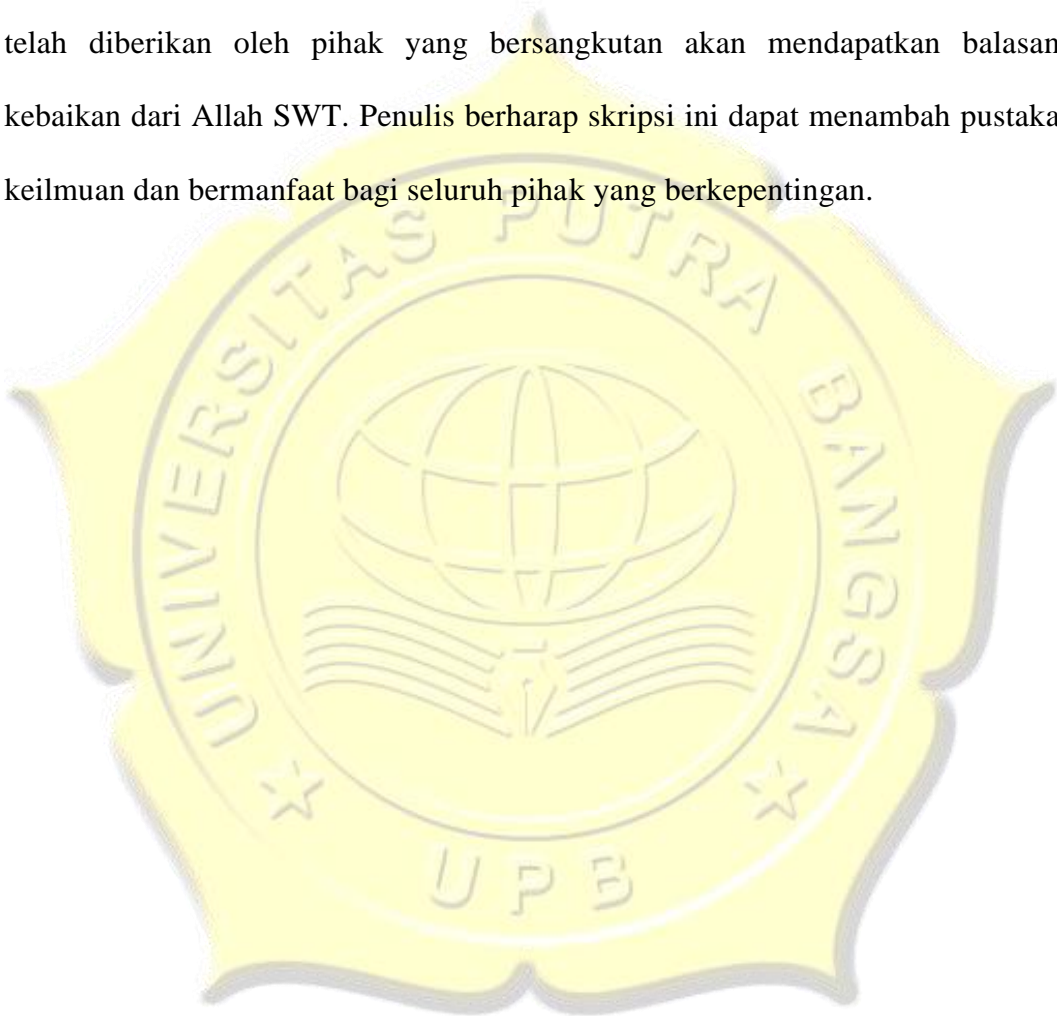 telah diberikan oleh pihak yang bersangkutan akan mendapatkan balasan
kebaikan dari Allah SWT. Penulis berharap skripsi ini dapat menambah pustaka
keilmuan dan bermanfaat bagi seluruh pihak yang berkepentingan.
UNIVERSITAS PUTRA BANGSA
UPB